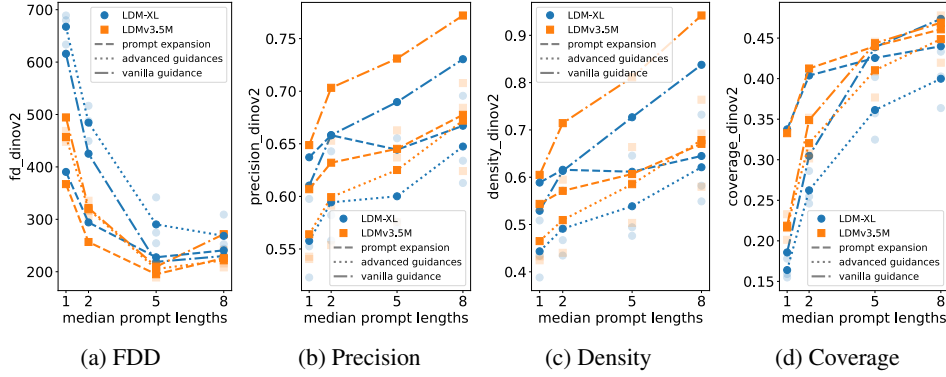 700
600
500
400
300
200
fd_dinov2
1 2 5 8
median prompt lengths
LDM-XL
LDMv3.5M
prompt expansion
advanced guidances
vanilla guidance
(a) FDD
0.75
0.70
0.65
0.60
0.55
precision_dinov2
1 2 5 8
median prompt lengths
LDM-XL
LDMv3.5M
prompt expansion
advanced guidances
vanilla guidance
(b) Precision
0.9
0.8
0.7
0.6
0.5
0.4
density_dinov2
1 2 5 8
median prompt lengths
LDM-XL
LDMv3.5M
prompt expansion
advanced guidances
vanilla guidance
(c) Density
0.45
0.40
0.35
0.30
0.25
0.20
0.15
coverage_dinov2
1 2 5 8
median prompt lengths
LDM-XL
LDMv3.5M
prompt expansion
advanced guidances
vanilla guidance
(d) Coverage